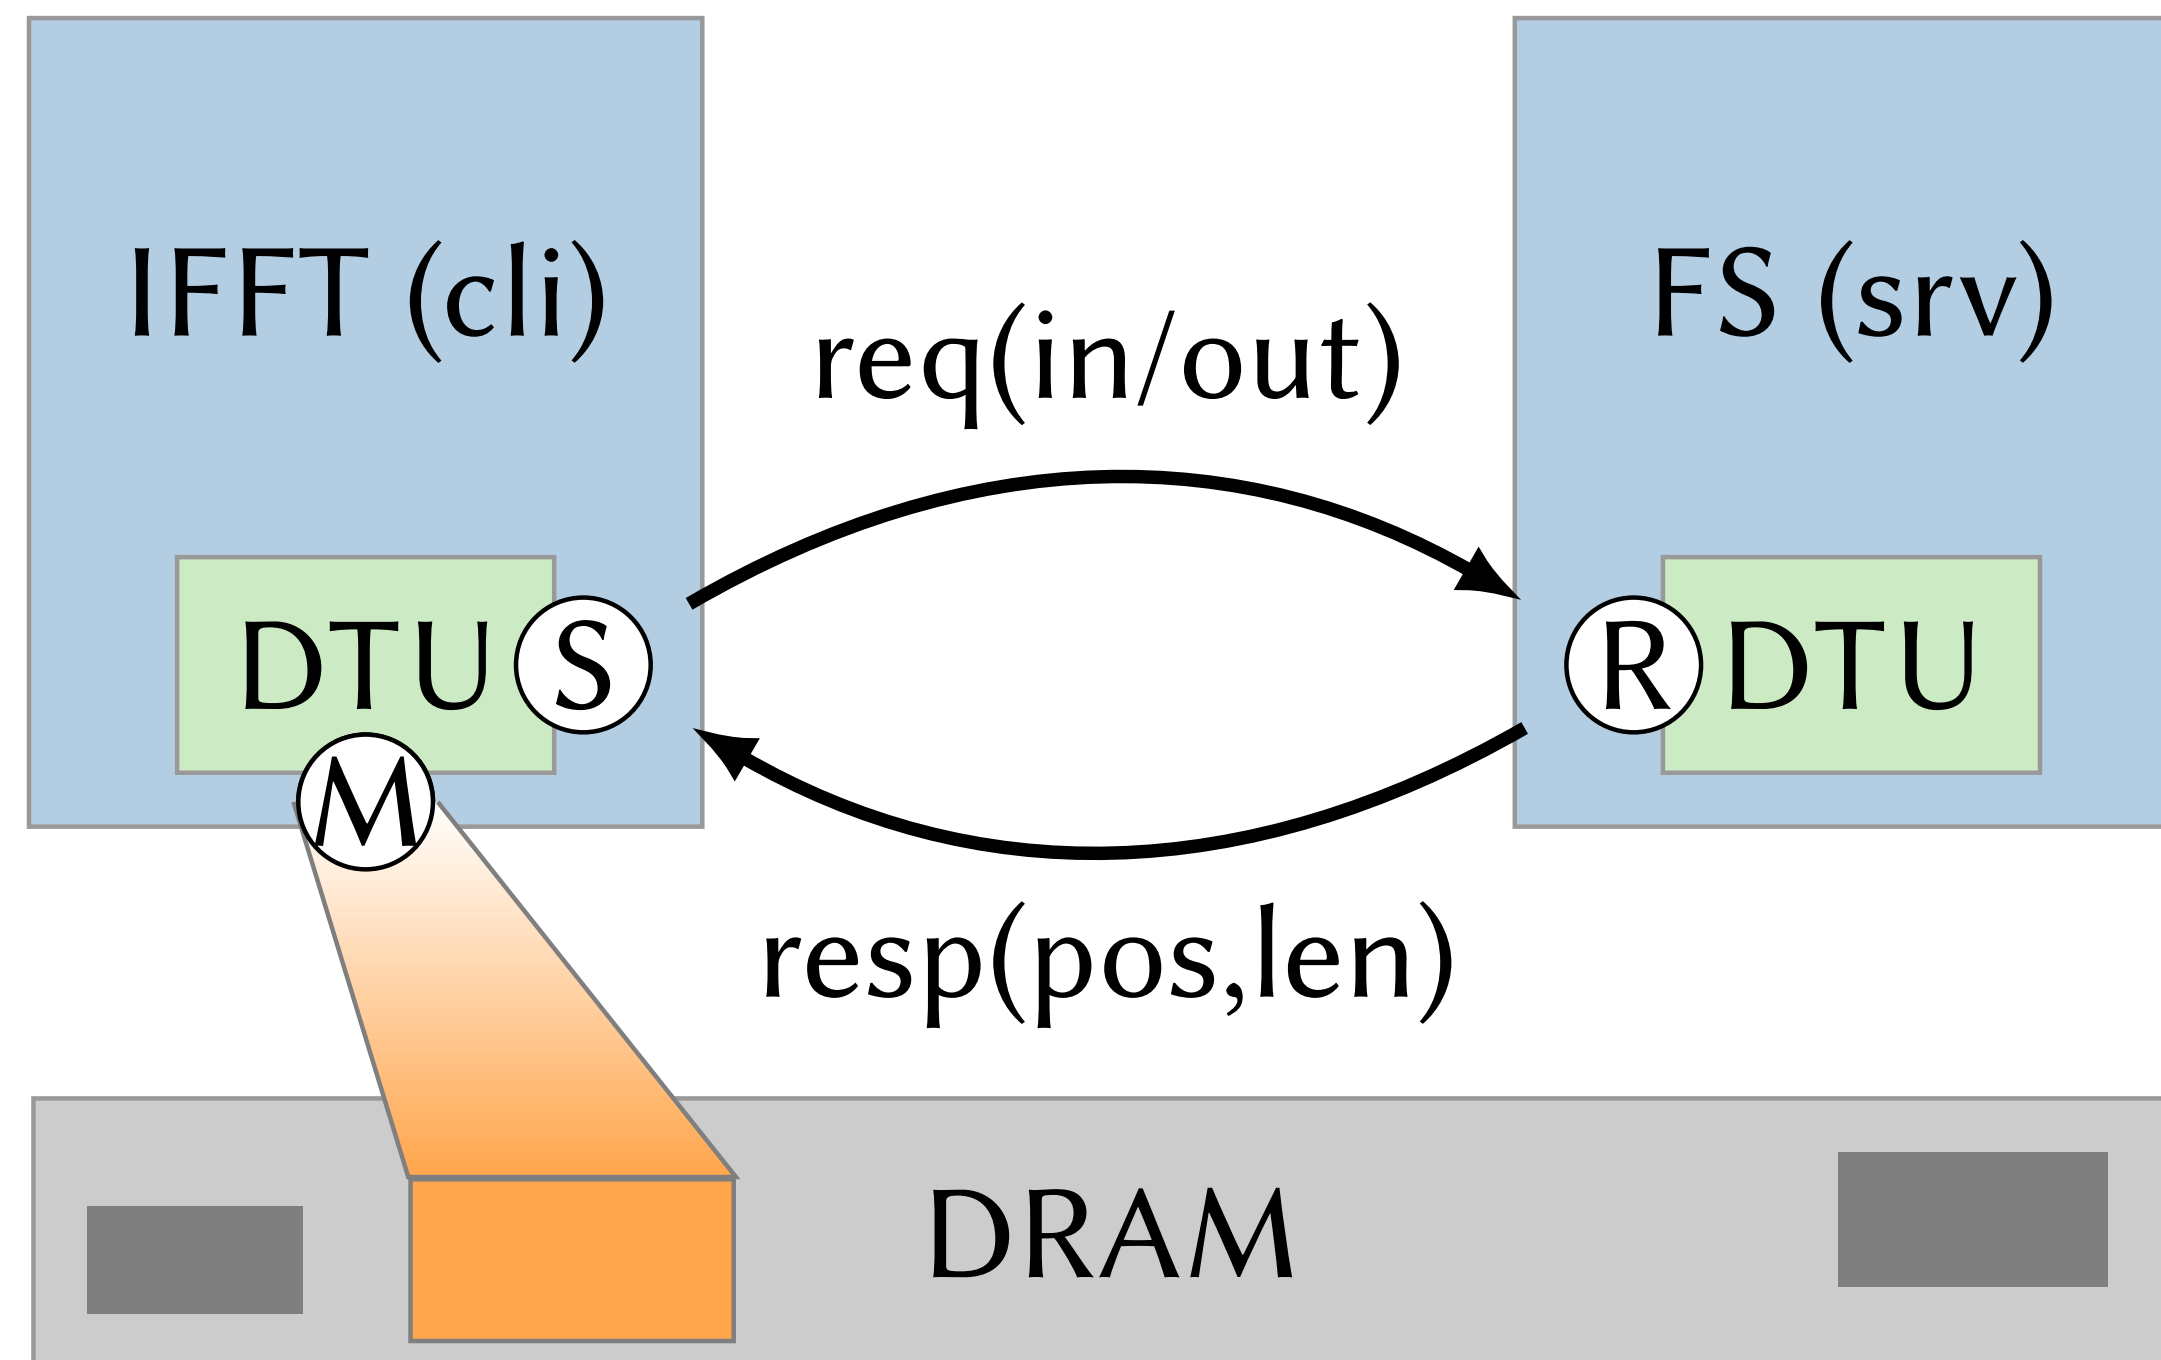 IFFT (cli)
FS (srv)
req(in/out)
DTU
S
R
DTU
M
resp(pos,len)
DRAM